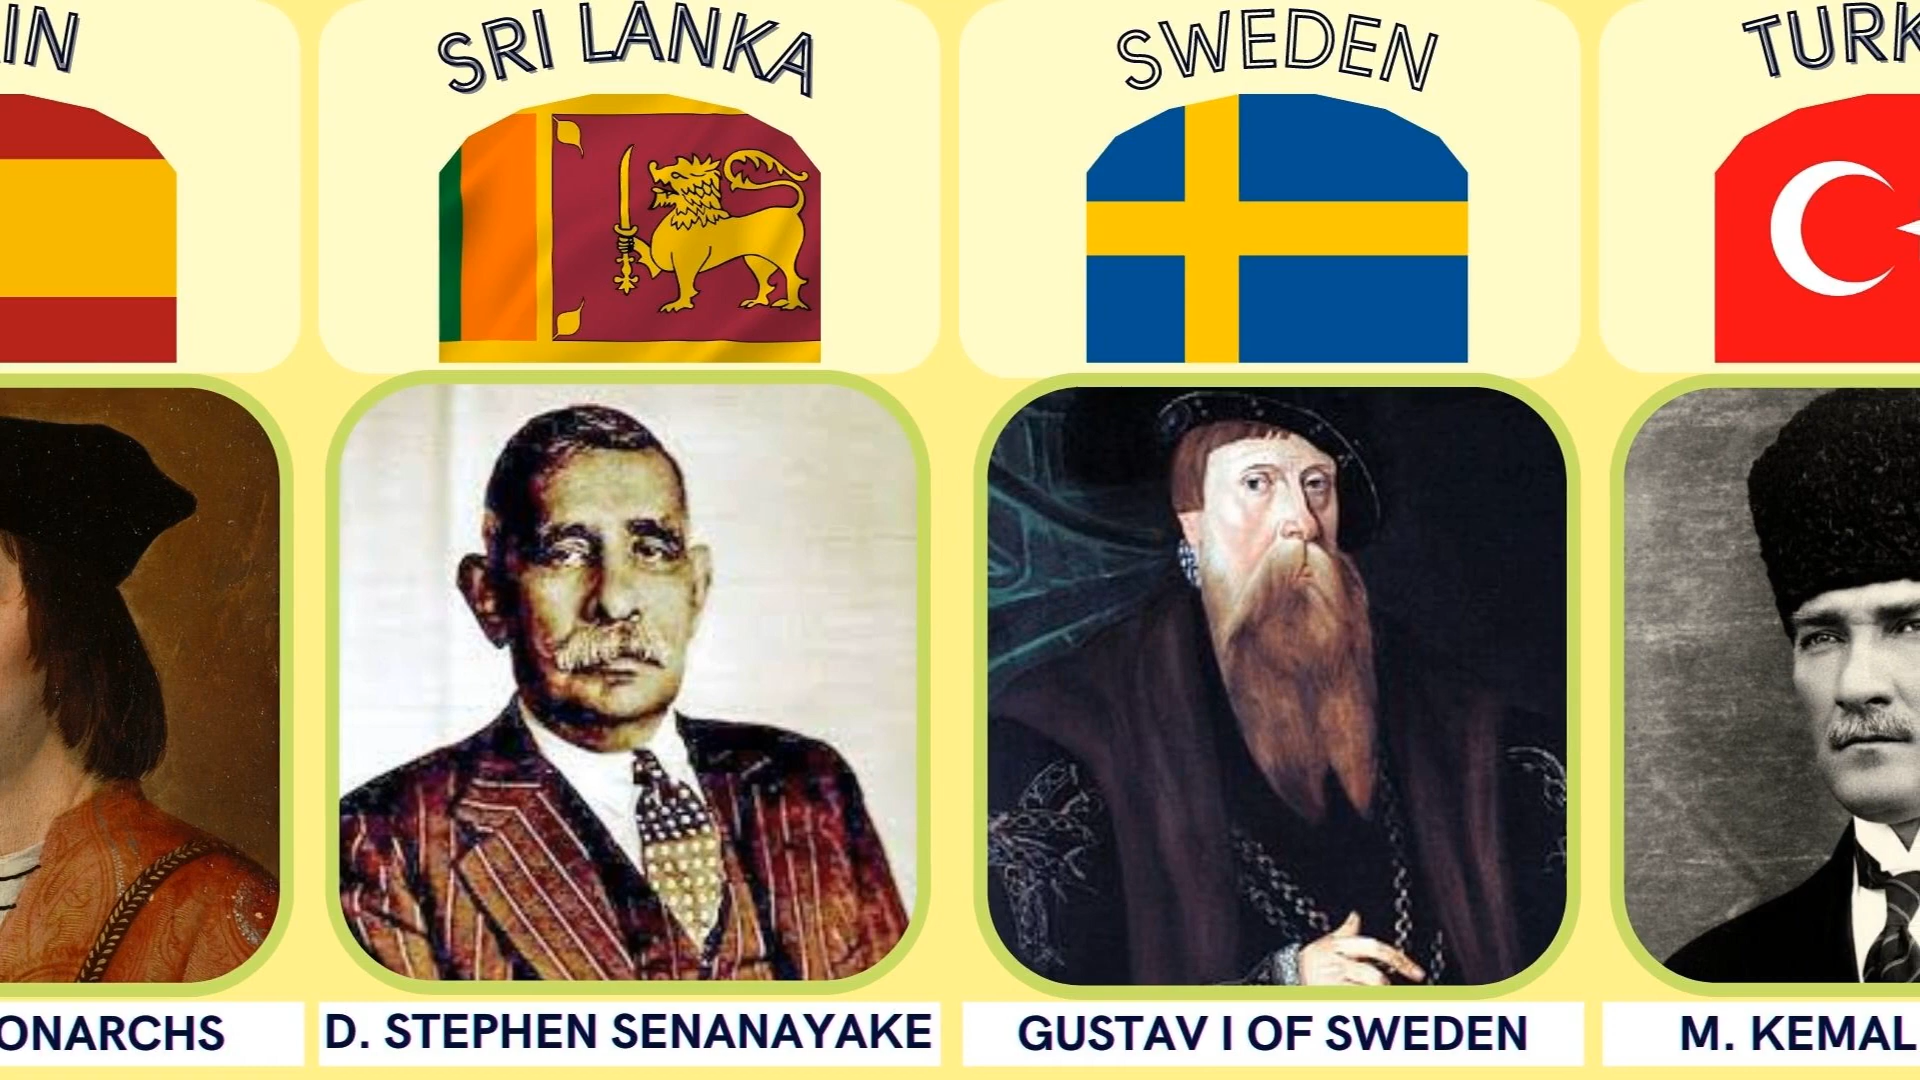 IN
SRI LANKA
SWEDEN
TURK
ONARCHS
D. STEPHEN SENANAYAKE
GUSTAV I OF SWEDEN
M. KEMAL